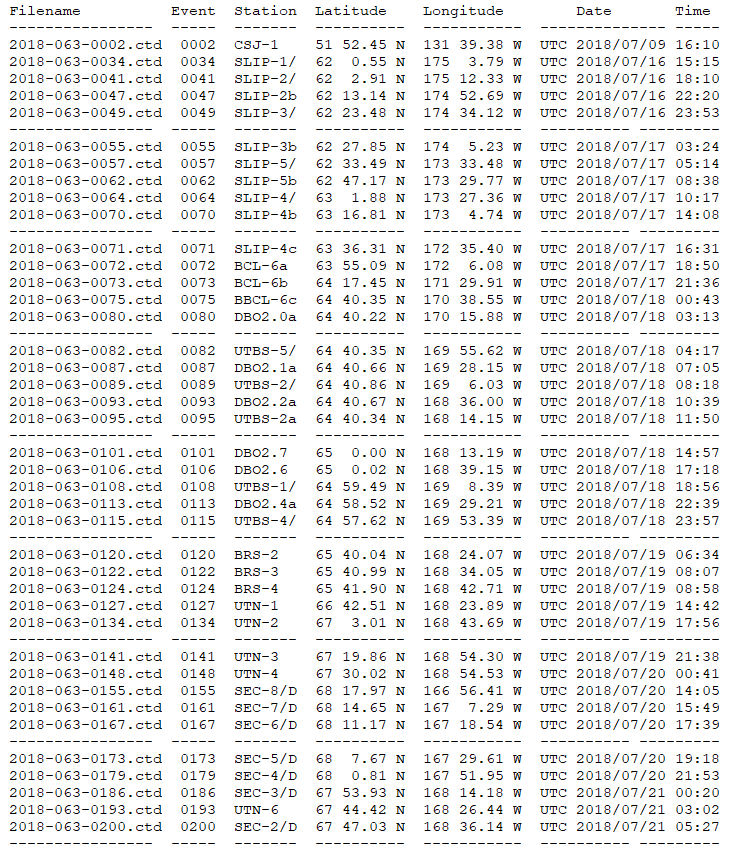 Filename           Event  Station  Latitude    Longitude        Date       Time
----------------  -----  -------  ----------  -----------  --------------- -----
2018-063-0002.ctd  0002  CSJ-1    51 52.45 N  131 39.38 W  UTC 2018/07/09 16:10
2018-063-0034.ctd  0034  SLIP-1/  62  0.55 N  175  3.79 W  UTC 2018/07/16 15:15
2018-063-0041.ctd  0041  SLIP-2/  62  2.91 N  175 12.33 W  UTC 2018/07/16 18:10
2018-063-0047.ctd  0047  SLIP-2b  62 13.14 N  174 52.69 W  UTC 2018/07/16 22:20
2018-063-0049.ctd  0049  SLIP-3/  62 23.48 N  174 34.12 W  UTC 2018/07/16 23:53
----------------  -----  -------  ----------  -----------  ---------- ---------
2018-063-0055.ctd  0055  SLIP-3b  62 27.85 N  174  5.23 W  UTC 2018/07/17 03:24
2018-063-0057.ctd  0057  SLIP-5/  62 33.49 N  173 33.48 W  UTC 2018/07/17 05:14
2018-063-0062.ctd  0062  SLIP-5b  62 47.17 N  173 29.77 W  UTC 2018/07/17 08:38
2018-063-0064.ctd  0064  SLIP-4/  63  1.88 N  173 27.36 W  UTC 2018/07/17 10:17
2018-063-0070.ctd  0070  SLIP-4b  63 16.81 N  173  4.74 W  UTC 2018/07/17 14:08
----------------  -----  -------  ----------  -----------  ---------- ---------
2018-063-0071.ctd  0071  SLIP-4c  63 36.31 N  172 35.40 W  UTC 2018/07/17 16:31
2018-063-0072.ctd  0072  BCL-6a   63 55.09 N  172  6.08 W  UTC 2018/07/17 18:50
2018-063-0073.ctd  0073  BCL-6b   64 17.45 N  171 29.91 W  UTC 2018/07/17 21:36
2018-063-0075.ctd  0075  BBCL-6c  64 40.35 N  170 38.55 W  UTC 2018/07/18 00:43
2018-063-0080.ctd  0080  DBO2.0a  64 40.22 N  170 15.88 W  UTC 2018/07/18 03:13
----------------  -----  -------  ----------  -----------  ---------- ---------
2018-063-0082.ctd  0082  UTBS-5/  64 40.35 N  169 55.62 W  UTC 2018/07/18 04:17
2018-063-0087.ctd  0087  DBO2.1a  64 40.66 N  169 28.15 W  UTC 2018/07/18 07:05
2018-063-0089.ctd  0089  UTBS-2/  64 40.86 N  169  6.03 W  UTC 2018/07/18 08:18
2018-063-0093.ctd  0093  DBO2.2a  64 40.67 N  168 36.00 W  UTC 2018/07/18 10:39
2018-063-0095.ctd  0095  UTBS-2a  64 40.34 N  168 14.15 W  UTC 2018/07/18 11:50
----------------  -----  -------  ----------  -----------  ---------- ---------
2018-063-0101.ctd  0101  DBO2.7   65  0.00 N  168 13.19 W  UTC 2018/07/18 14:57
2018-063-0106.ctd  0106  DBO2.6   65  0.02 N  168 39.15 W  UTC 2018/07/18 17:18
2018-063-0108.ctd  0108  UTBS-1/  64 59.49 N  169  8.39 W  UTC 2018/07/18 18:56
2018-063-0113.ctd  0113  DBO2.4a  64 58.52 N  169 29.21 W  UTC 2018/07/18 22:39
2018-063-0115.ctd  0115  UTBS-4/  64 57.62 N  169 53.39 W  UTC 2018/07/18 23:57
----------------  -----  -------  ----------  -----------  ---------- ---------
2018-063-0120.ctd  0120  BRS-2    65 40.04 N  168 24.07 W  UTC 2018/07/19 06:34
2018-063-0122.ctd  0122  BRS-3    65 40.99 N  168 34.05 W  UTC 2018/07/19 08:07
2018-063-0124.ctd  0124  BRS-4    65 41.90 N  168 42.71 W  UTC 2018/07/19 08:58
2018-063-0127.ctd  0127  UTN-1    66 42.51 N  168 23.89 W  UTC 2018/07/19 14:42
2018-063-0134.ctd  0134  UTN-2    67  3.01 N  168 43.69 W  UTC 2018/07/19 17:56
----------------  -----  -------  ----------  -----------  ---------- ---------
2018-063-0141.ctd  0141  UTN-3    67 19.86 N  168 54.30 W  UTC 2018/07/19 21:38
2018-063-0148.ctd  0148  UTN-4    67 30.02 N  168 54.53 W  UTC 2018/07/20 00:41
2018-063-0155.ctd  0155  SEC-8/D  68 17.97 N  166 56.41 W  UTC 2018/07/20 14:05
2018-063-0161.ctd  0161  SEC-7/D  68 14.65 N  167  7.29 W  UTC 2018/07/20 15:49
2018-063-0167.ctd  0167  SEC-6/D  68 11.17 N  167 18.54 W  UTC 2018/07/20 17:39
----------------  -----  -------  ----------  -----------  ---------- ---------
2018-063-0173.ctd  0173  SEC-5/D  68  7.67 N  167 29.61 W  UTC 2018/07/20 19:18
2018-063-0179.ctd  0179  SEC-4/D  68  0.81 N  167 51.95 W  UTC 2018/07/20 21:53
2018-063-0186.ctd  0186  SEC-3/D  67 53.93 N  168 14.18 W  UTC 2018/07/21 00:20
2018-063-0193.ctd  0193  UTN-6    67 44.42 N  168 26.44 W  UTC 2018/07/21 03:02
2018-063-0200.ctd  0200  SEC-2/D  67 47.03 N  168 36.14 W  UTC 2018/07/21 05:27
----------------  -----  -------  ----------  -----------  ---------- ---------